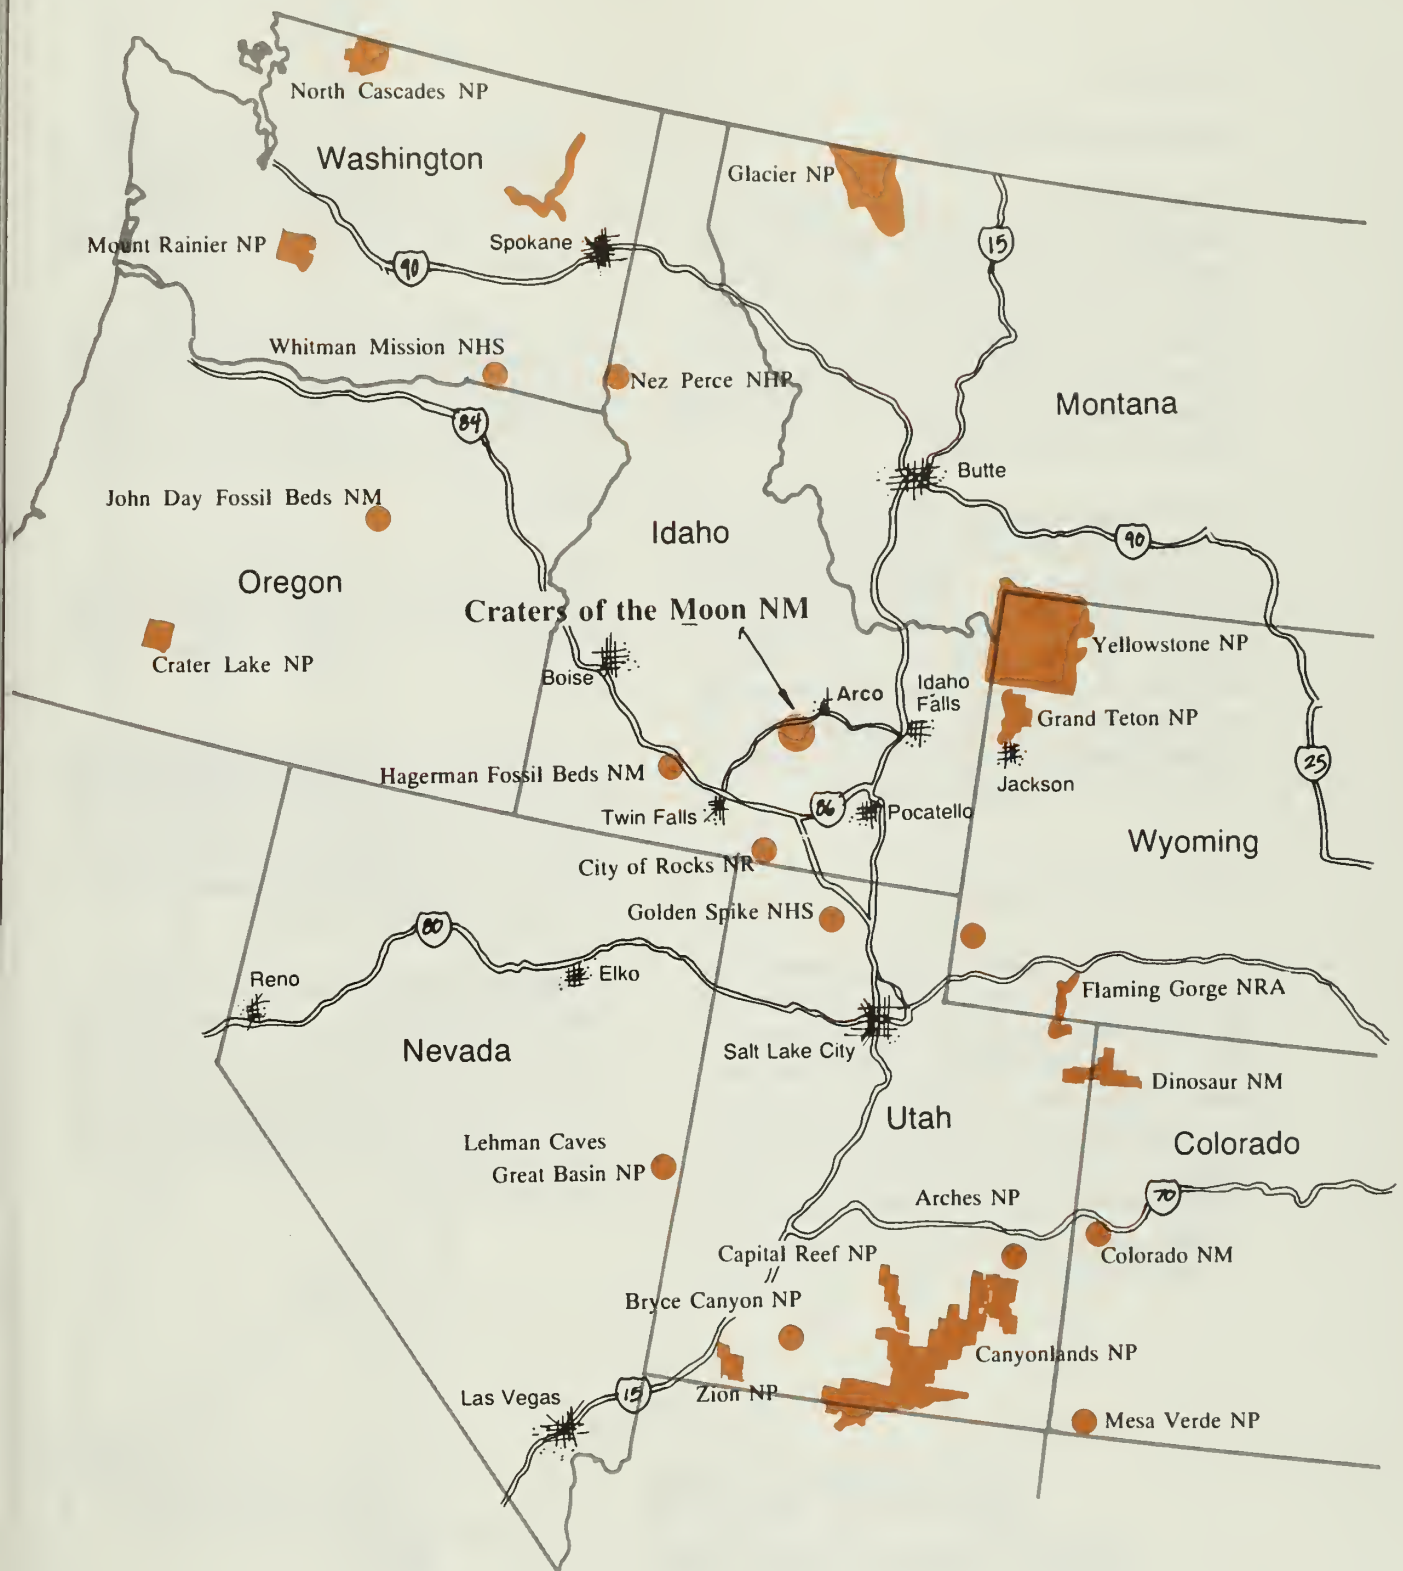 North Cascades NP
Washington
Glacier NP
Mount Rainier NP
Spokane
15
90
Whitman Mission NHS
Nez Perce NHP
Montana
84
Butte
John Day Fossil Beds NM
Idaho
90
Oregon
Craters of the Moon NM
Yellowstone NP
Crater Lake NP
Boise
Arco
Idaho
Falls
Grand Teton NP
25
Hagerman Fossil Beds NM
Jackson
Twin Falls
86
Pocatello
Wyoming
City of Rocks NR
Golden Spike NHS
80
Reno
Elko
Flaming Gorge NRA
Nevada
Salt Lake City
Dinosaur NM
Utah
Lehman Caves
Great Basin NP
Colorado
Arches NP
70
Capital Reef NP
Colorado NM
Bryce Canyon NP
Canyonlands NP
Las Vegas
15
Zion NP
Mesa Verde NP